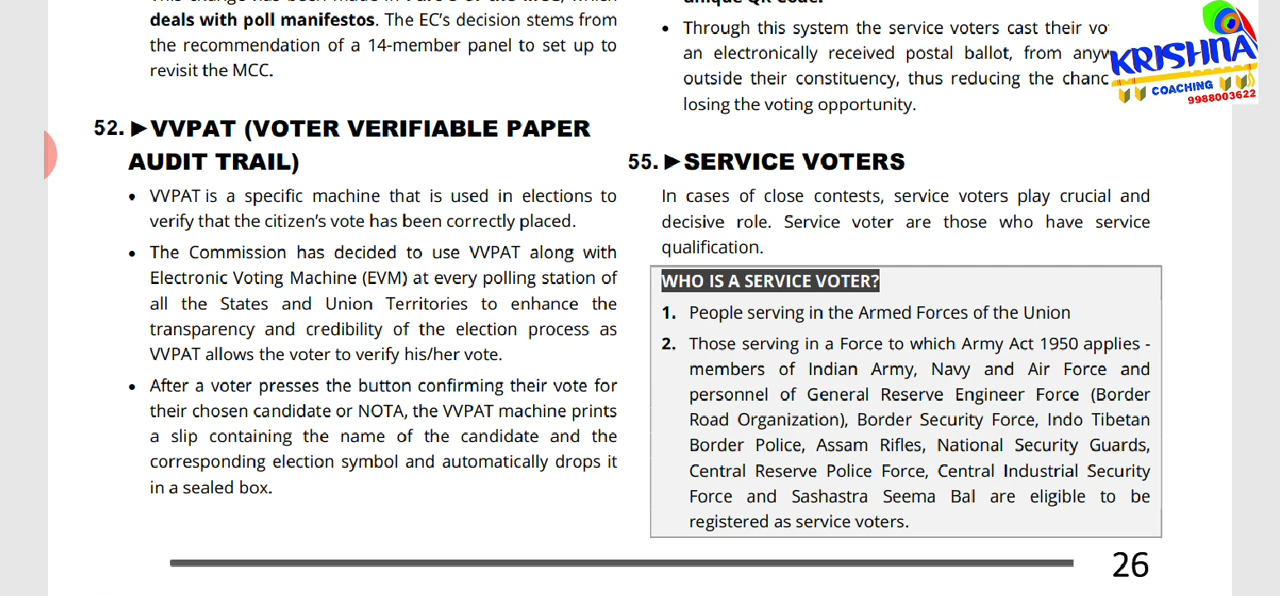 deals with poll manifestos. The EC's decision stems from
the recommendation of a 14-member panel to set up to
revisit the MCC.
52. ►VVPAT (VOTER VERIFIABLE PAPER
AUDIT TRAIL)
• VVPAT is a specific machine that is used in elections to
verify that the citizen's vote has been correctly placed.
• The Commission has decided to use VVPAT along with
Electronic Voting Machine (EVM) at every polling station of
all the States and Union Territories to enhance the
transparency and credibility of the election process as
VVPAT allows the voter to verify his/her vote.
• After a voter presses the button confirming their vote for
their chosen candidate or NOTA, the VVPAT machine prints
a slip containing the name of the candidate and the
corresponding election symbol and automatically drops it
in a sealed box.
unique QR code.
• Through this system the service voters cast their vo
an electronically received postal ballot, from anyw
outside their constituency, thus reducing the chanc
losing the voting opportunity.
KRISHNA
COACHING
9988003622
55. ►SERVICE VOTERS
In cases of close contests, service voters play crucial and
decisive role. Service voter are those who have service
qualification.
WHO IS A SERVICE VOTER?
1. People serving in the Armed Forces of the Union
2. Those serving in a Force to which Army Act 1950 applies -
members of Indian Army, Navy and Air Force and
personnel of General Reserve Engineer Force (Border
Road Organization), Border Security Force, Indo Tibetan
Border Police, Assam Rifles, National Security Guards,
Central Reserve Police Force, Central Industrial Security
Force and Sashastra Seema Bal are eligible to be
registered as service voters.
26